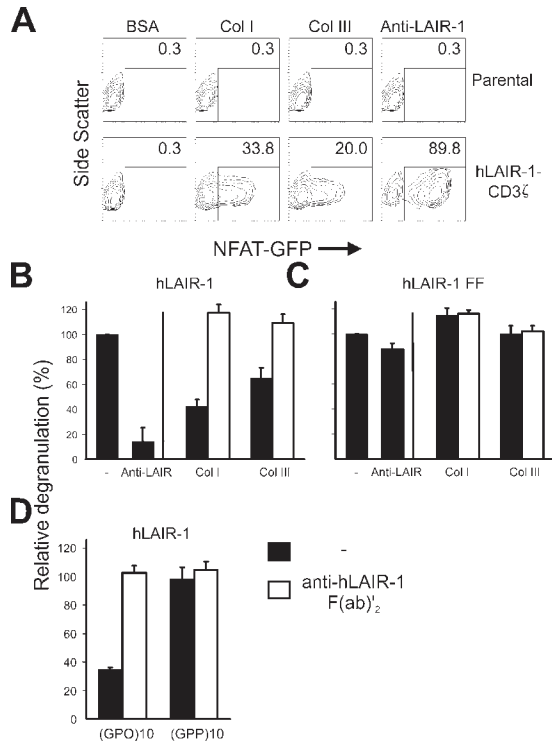 A
BSA Col I Col III Anti-LAIR-1
0.3 0.3 0.3 0.3
Parental
Side Scatter
0.3 33.8 20.0 89.8
hLAIR-1-
CD3ζ
NFAT-GFP
B
hLAIR-1
C
hLAIR-1 FF
Relative degranulation (%)
120
100
80
60
40
20
0
- Anti-LAIR Col I Col III
120
100
80
60
40
20
0
- Anti-LAIR Col I Col III
D
hLAIR-1
120
100
80
60
40
20
0
(GPO)10 (GPP)10
-
anti-hLAIR-1
F(ab)'₂